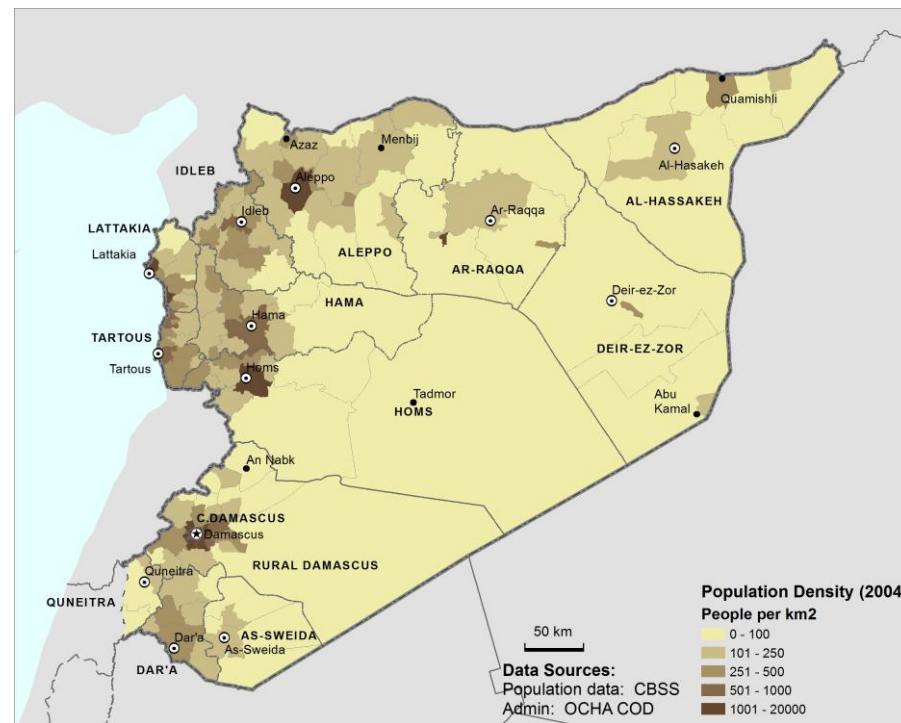 Quamishli
Azaz
Menbij
Al-Hasakeh
IDLEB
Aleppo
AL-HASSAKEH
Idleb
Ar-Raqqa
LATTAKIA
Lattakia
ALEPPO
AR-RAQQA
Deir-ez-Zor
HAMA
Hama
TARTOUS
DEIR-EZ-ZOR
Tartous
Homs
Tadmor
HOMS
Abu
Kamal
An Nabk
C.DAMASCUS
Damascus
RURAL DAMASCUS
Quneitra
QUNEITRA
Dar'a
AS-SWEIDA
As-Sweida
DAR'A
50 km
Data Sources:
Population data: CBSS
Admin: OCHA COD
Population Density (2004
People per km2
0 - 100
101 - 250
251 - 500
501 - 1000
1001 - 20000